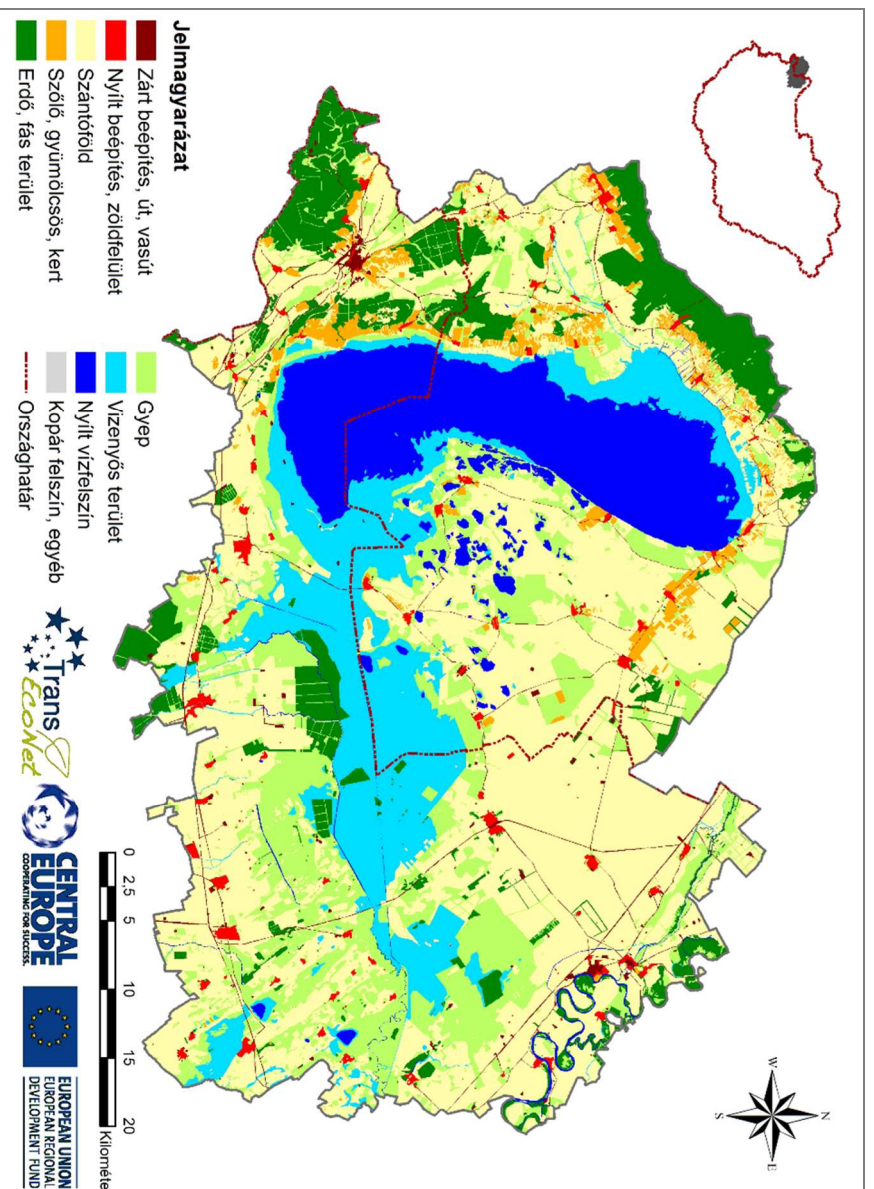 N
W
E
S
Jelmagyarázat
Zárt beépítés, út, vasút
Nyílt beépítés, zöldfelület
Szántóföld
Szőlő, gyümölcsös, kert
Erdő, fás terület
Gyep
Vizenyős terület
Nyílt vízfelszín
Kopár felszín, egyéb
Országhatár
Trans
EcoNet
CENTRAL
EUROPE
COOPERATING FOR SUCCESS.
EUROPEAN UNION
EUROPEAN REGIONAL
DEVELOPMENT FUND
0 2,5 5 10 15 20
Kilométe